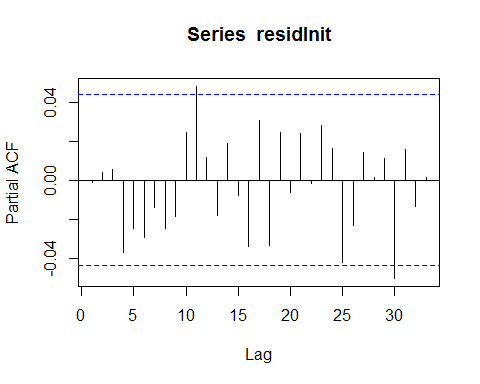 Series residInit
Partial ACF
0.04
0.00
-0.04
0 5 10 15 20 25 30
Lag